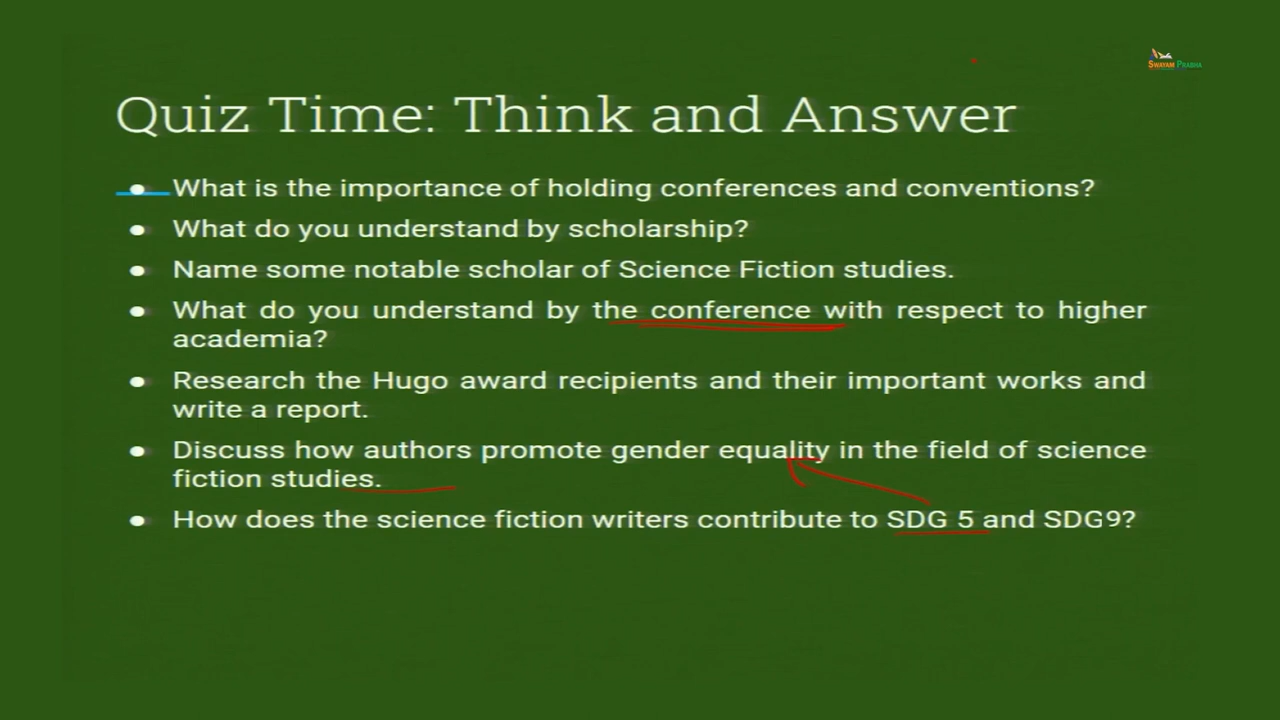 SWAYAM PRABHA
Quiz Time: Think and Answer
What is the importance of holding conferences and conventions?
What do you understand by scholarship?
Name some notable scholar of Science Fiction studies.
What do you understand by the conference with respect to higher
academia?
Research the Hugo award recipients and their important works and
write a report.
Discuss how authors promote gender equality in the field of science
fiction studies.
How does the science fiction writers contribute to SDG 5 and SDG9?